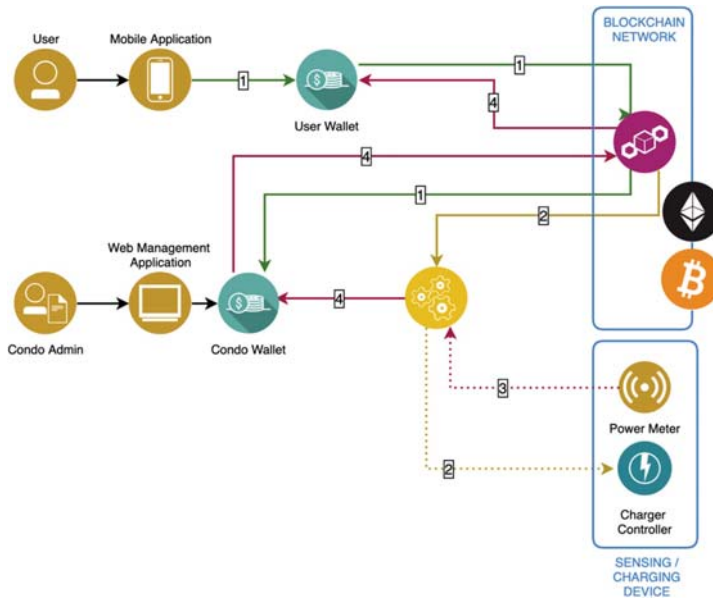 User
Mobile Application
1
User Wallet
1
4
BLOCKCHAIN
NETWORK
4
1
2
Web Management
Application
Condo Admin
Condo Wallet
4
3
Power Meter
2
Charger
Controller
SENSING /
CHARGING
DEVICE